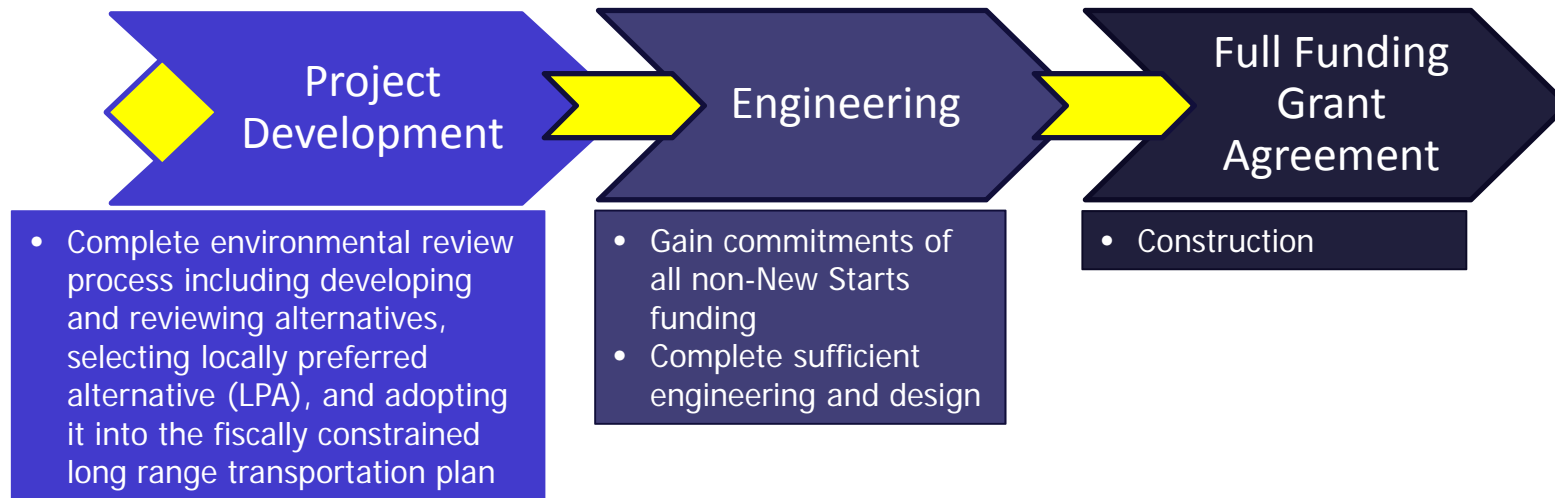 Project
Development
Engineering
Full Funding
Grant
Agreement
• Complete environmental review
process including developing
and reviewing alternatives,
selecting locally preferred
alternative (LPA), and adopting
it into the fiscally constrained
long range transportation plan
• Gain commitments of
all non-New Starts
funding
• Complete sufficient
engineering and design
• Construction